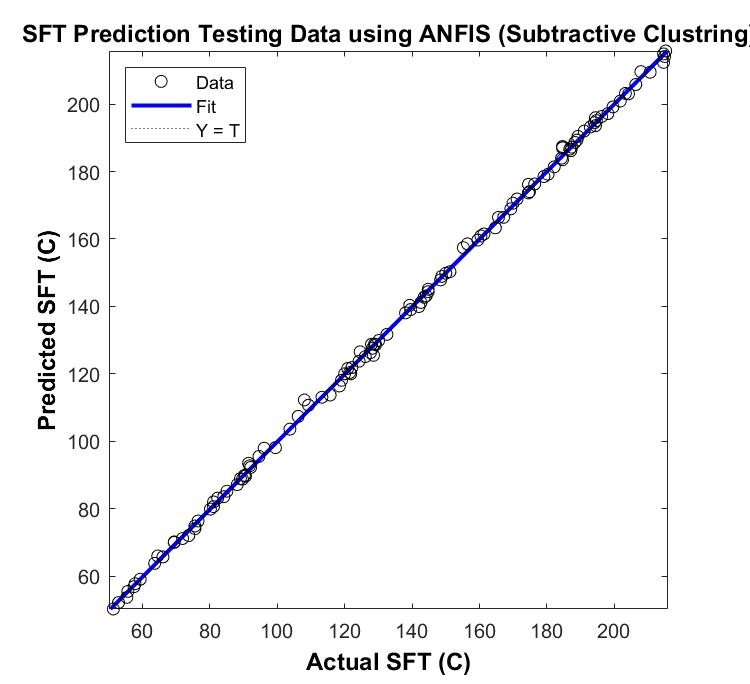 SFT Prediction Testing Data using ANFIS (Subtractive Clustring)
Data
Fit
Y = T
200
180
160
140
120
100
80
60
Predicted SFT (C)
60 80 100 120 140 160 180 200
Actual SFT (C)